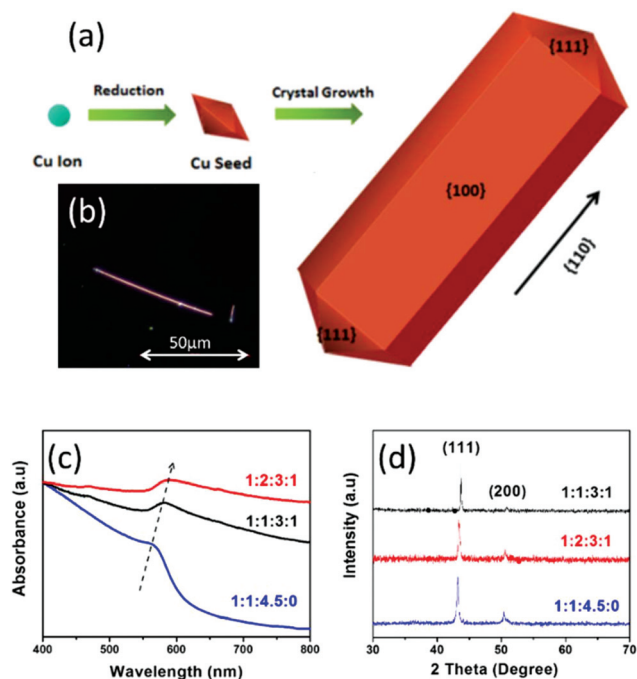 (a)
Reduction
Crystal Growth
Cu Ion
Cu Seed
{111}
{100}
{110}
{111}
(b)
50µm
(c)
1:2:3:1
1:1:3:1
1:1:4.5:0
Absorbance (a.u)
400 500 600 700 800
Wavelength (nm)
(d)
(111)
(200)
1:1:3:1
1:2:3:1
1:1:4.5:0
Intensity (a.u)
30 40 50 60 70
2 Theta (Degree)